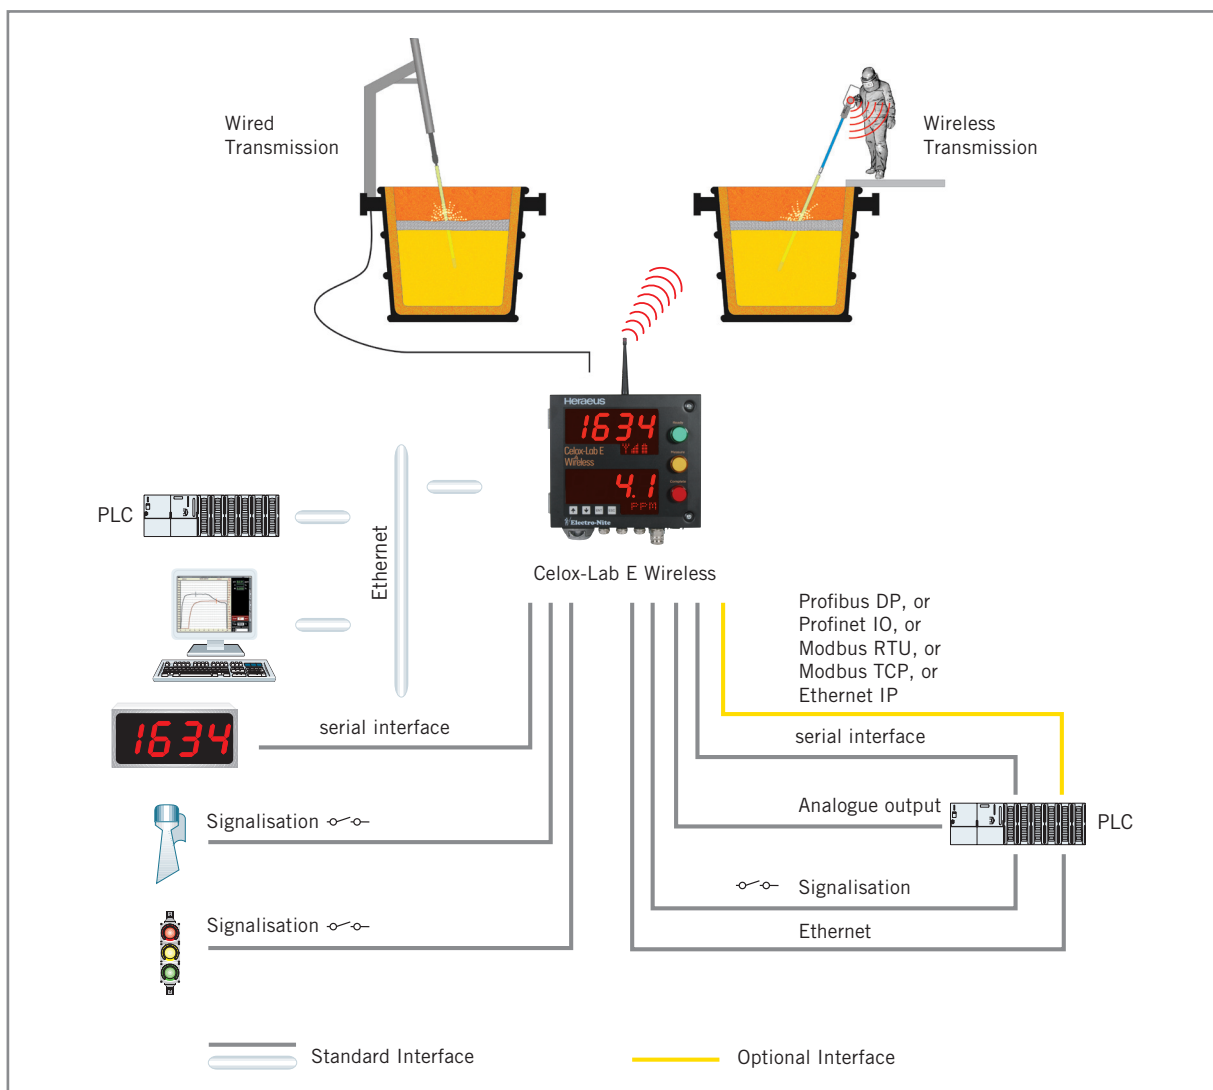 Wired
Transmission
Wireless
Transmission
Heraeus
1634
Celox-Lab E
Wireless
4.1
PPM
Ready
Complete
Electro-Nite
PLC
Ethernet
Celox-Lab E Wireless
Profibus DP, or
Profinet IO, or
Modbus RTU, or
Modbus TCP, or
Ethernet IP
1634
serial interface
serial interface
Analogue output
PLC
Signalisation
Signalisation
Signalisation
Ethernet
Standard Interface
Optional Interface